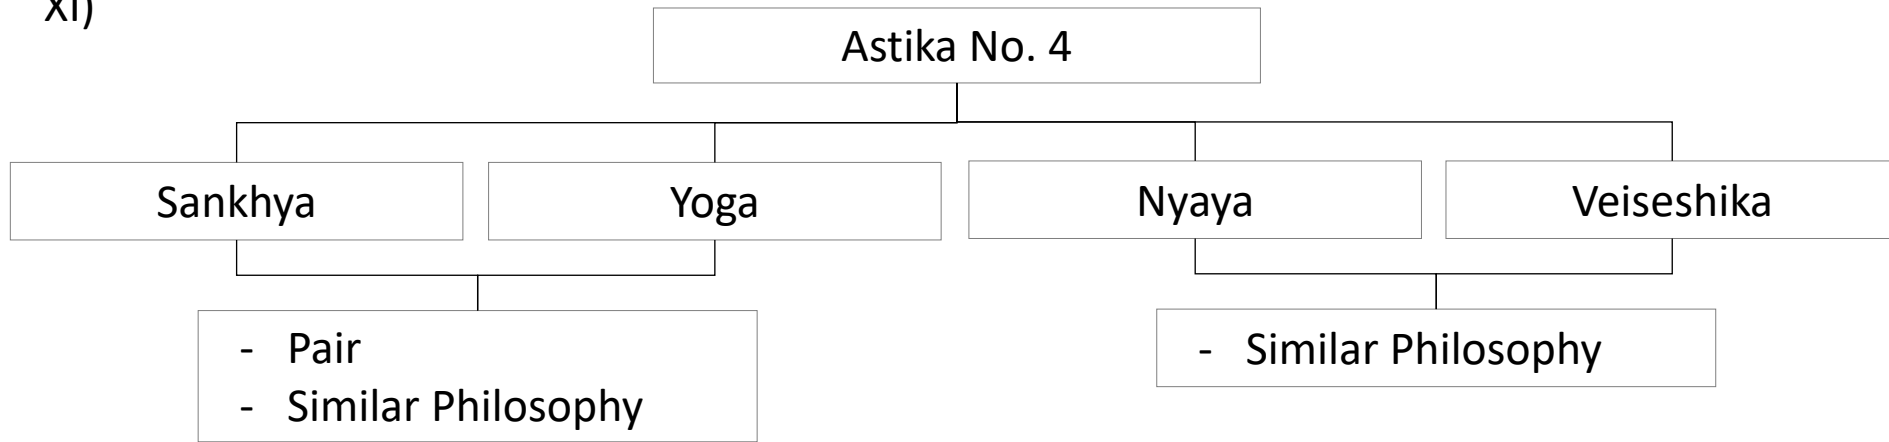 XI)
Astika No. 4
Sankhya
Yoga
Nyaya
Veiseshika
- Pair
- Similar Philosophy
- Similar Philosophy